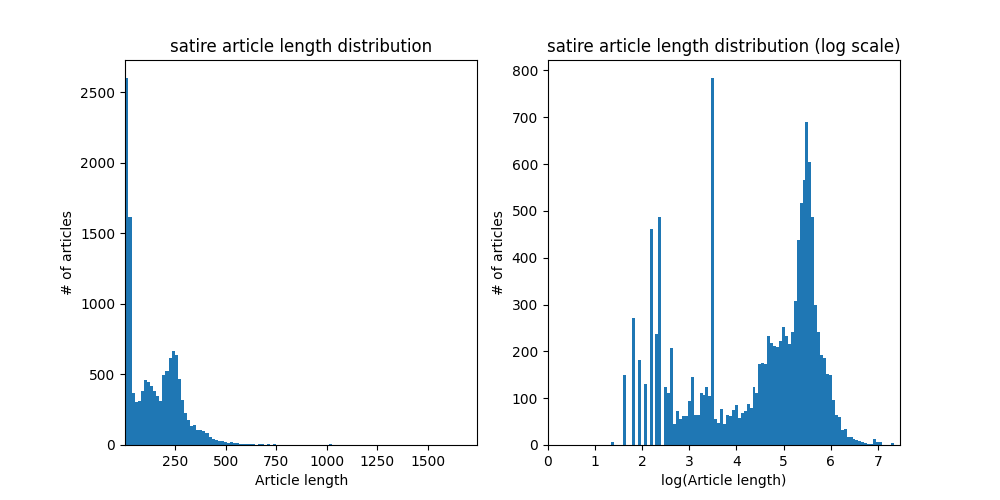 satire article length distribution
2500
2000
1500
1000
500
0
# of articles
250 500 750 1000 1250 1500
Article length
satire article length distribution (log scale)
800
700
600
500
400
300
200
100
0
# of articles
0 1 2 3 4 5 6 7
log(Article length)